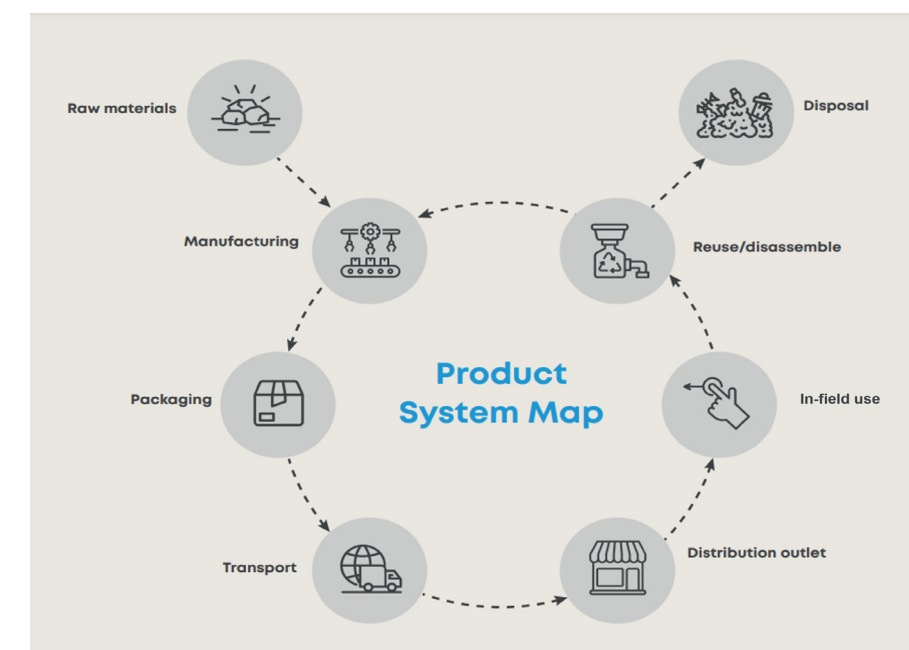 Raw materials
Disposal
Manufacturing
Reuse/disassemble
Product
System Map
Packaging
In-field use
Transport
Distribution outlet